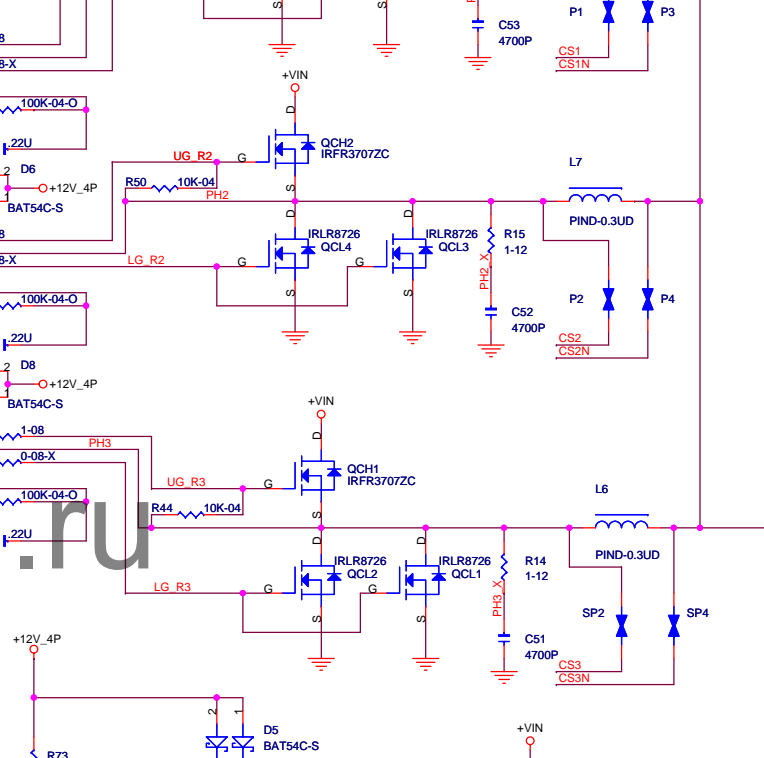 S
S
C53
4700P
P1
P3
CS1
CS1N
8
8-X
+VIN
100K-04-O
.22U
D
QCH2
IRFR3707ZC
UG_R2
G
L7
2
D6
+12V_4P
1
BAT54C-S
R50
10K-04
S
PH2
PIND-0.3UD
D
D
IRLR8726
QCL4
IRLR8726
QCL3
R15
1-12
8
8-X
LG_R2
G
G
PH2_X
S
S
100K-04-O
P2
P4
C52
4700P
.22U
CS2
CS2N
2
D8
+12V_4P
1
BAT54C-S
+VIN
1-08
PH3
D
0-08-X
QCH1
IRFR3707ZC
UG_R3
G
L6
100K-04-O
R44
10K-04
S
.ru
.22U
D
D
PIND-0.3UD
IRLR8726
QCL2
IRLR8726
QCL1
R14
1-12
LG_R3
G
G
PH3_X
S
S
SP2
SP4
+12V_4P
C51
4700P
CS3
CS3N
2
1
D5
BAT54C-S
+VIN
R73